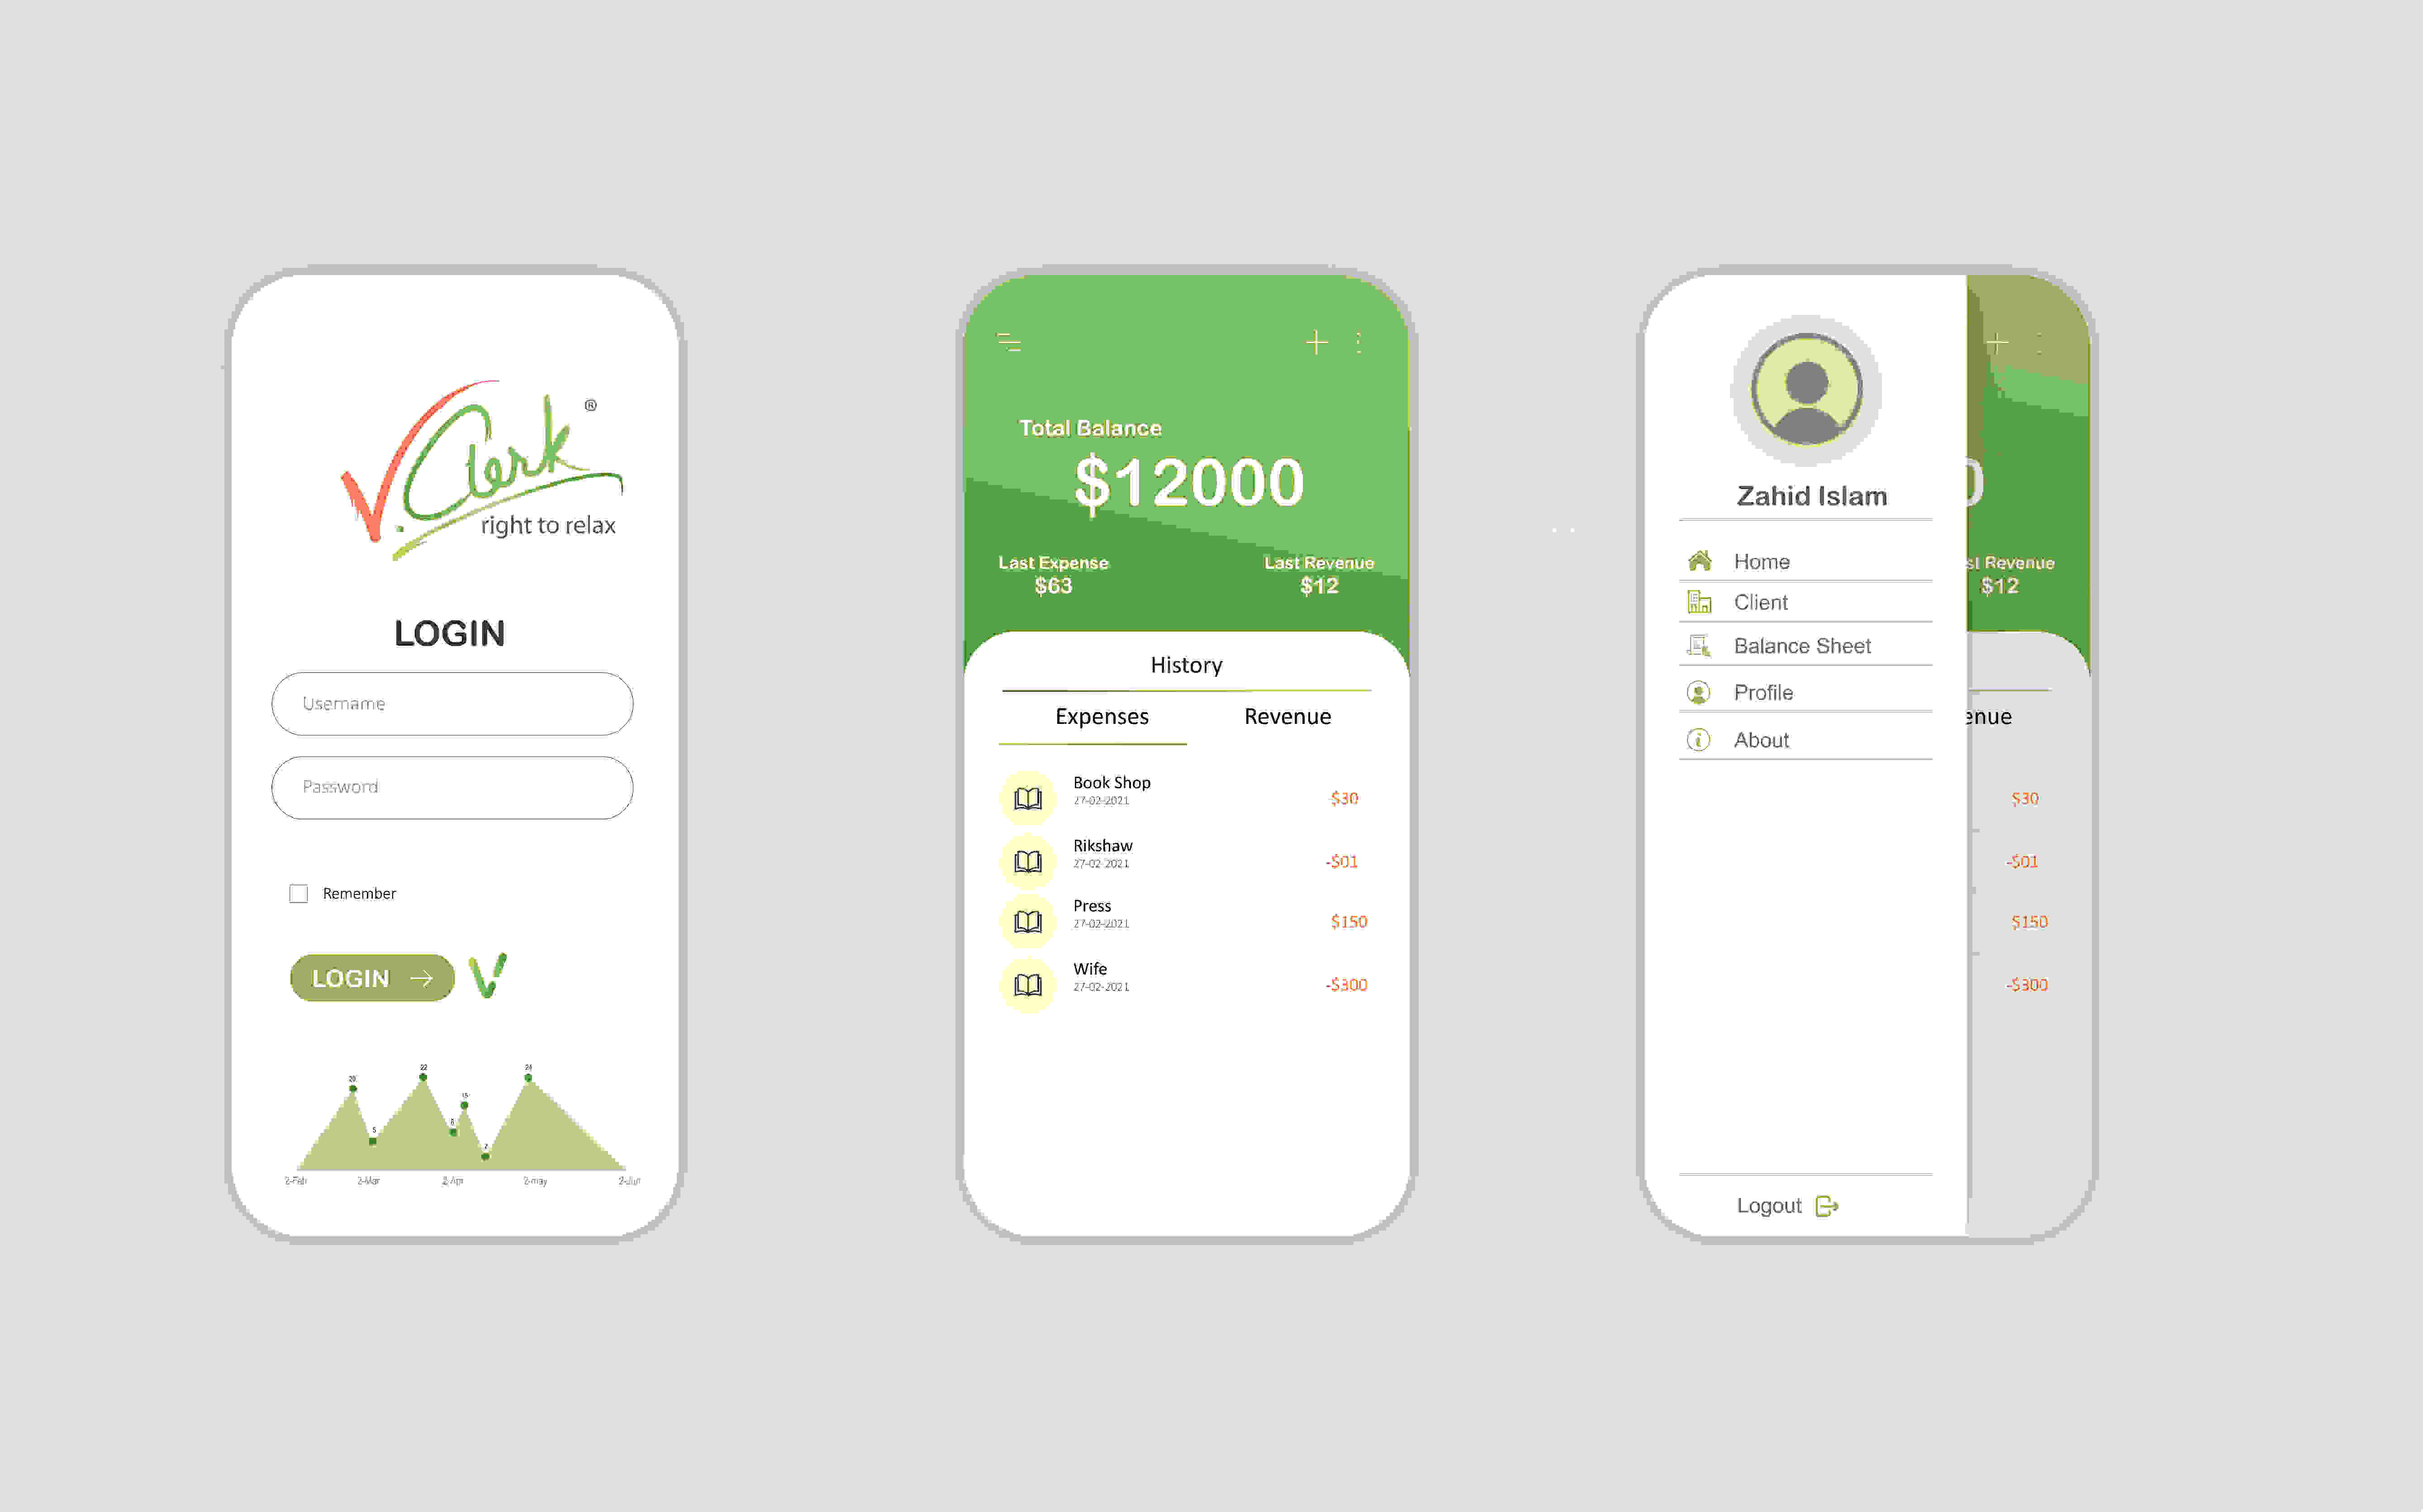 V.Clerk ®
right to relax
LOGIN
Username
Password
Remember
LOGIN
20
5
22
8
15
2
24
2-Feb 2-Mar 2-Apr 2-may 2-Jun
Total Balance
$12000
Last Expense Last Revenue
$63 $12
History
Expenses Revenue
Book Shop
27-02-2021
-$30
Rikshaw
27-02-2021
-$01
Press
27-02-2021
$150
Wife
27-02-2021
-$300
Zahid Islam
Home
Client
Balance Sheet
Profile
About
Logout
0
st Revenue
$12
enue
$30
-$01
$150
-$300